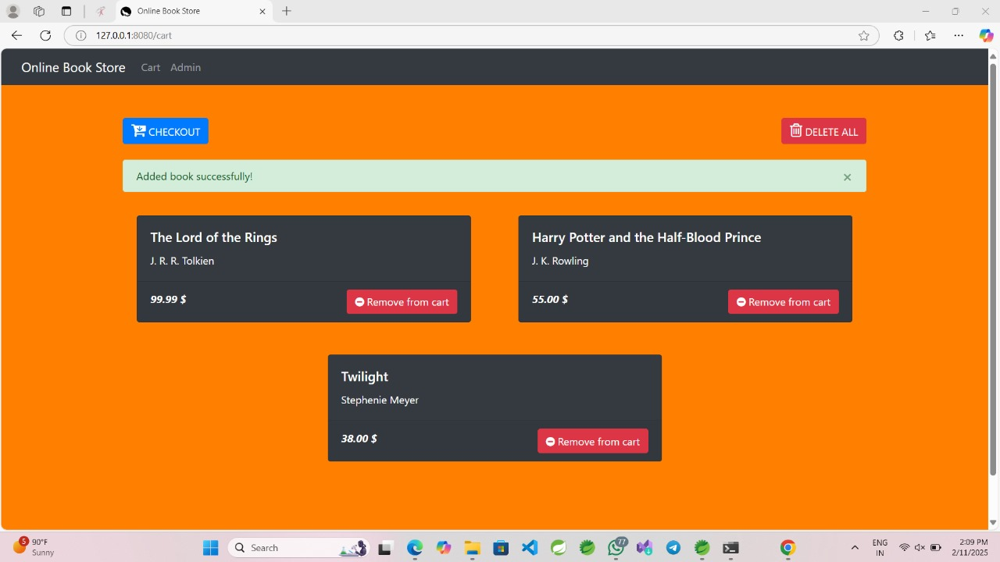 Online Book Store
127.0.0.1:8080/cart
Online Book Store Cart Admin
CHECKOUT DELETE ALL
Added book successfully! ×
The Lord of the Rings
J. R. R. Tolkien
99.99 $ Remove from cart
Harry Potter and the Half-Blood Prince
J. K. Rowling
55.00 $ Remove from cart
Twilight
Stephenie Meyer
38.00 $ Remove from cart
5 90°F
Sunny
Search
77
ENG
IN
2:09 PM
2/11/2025